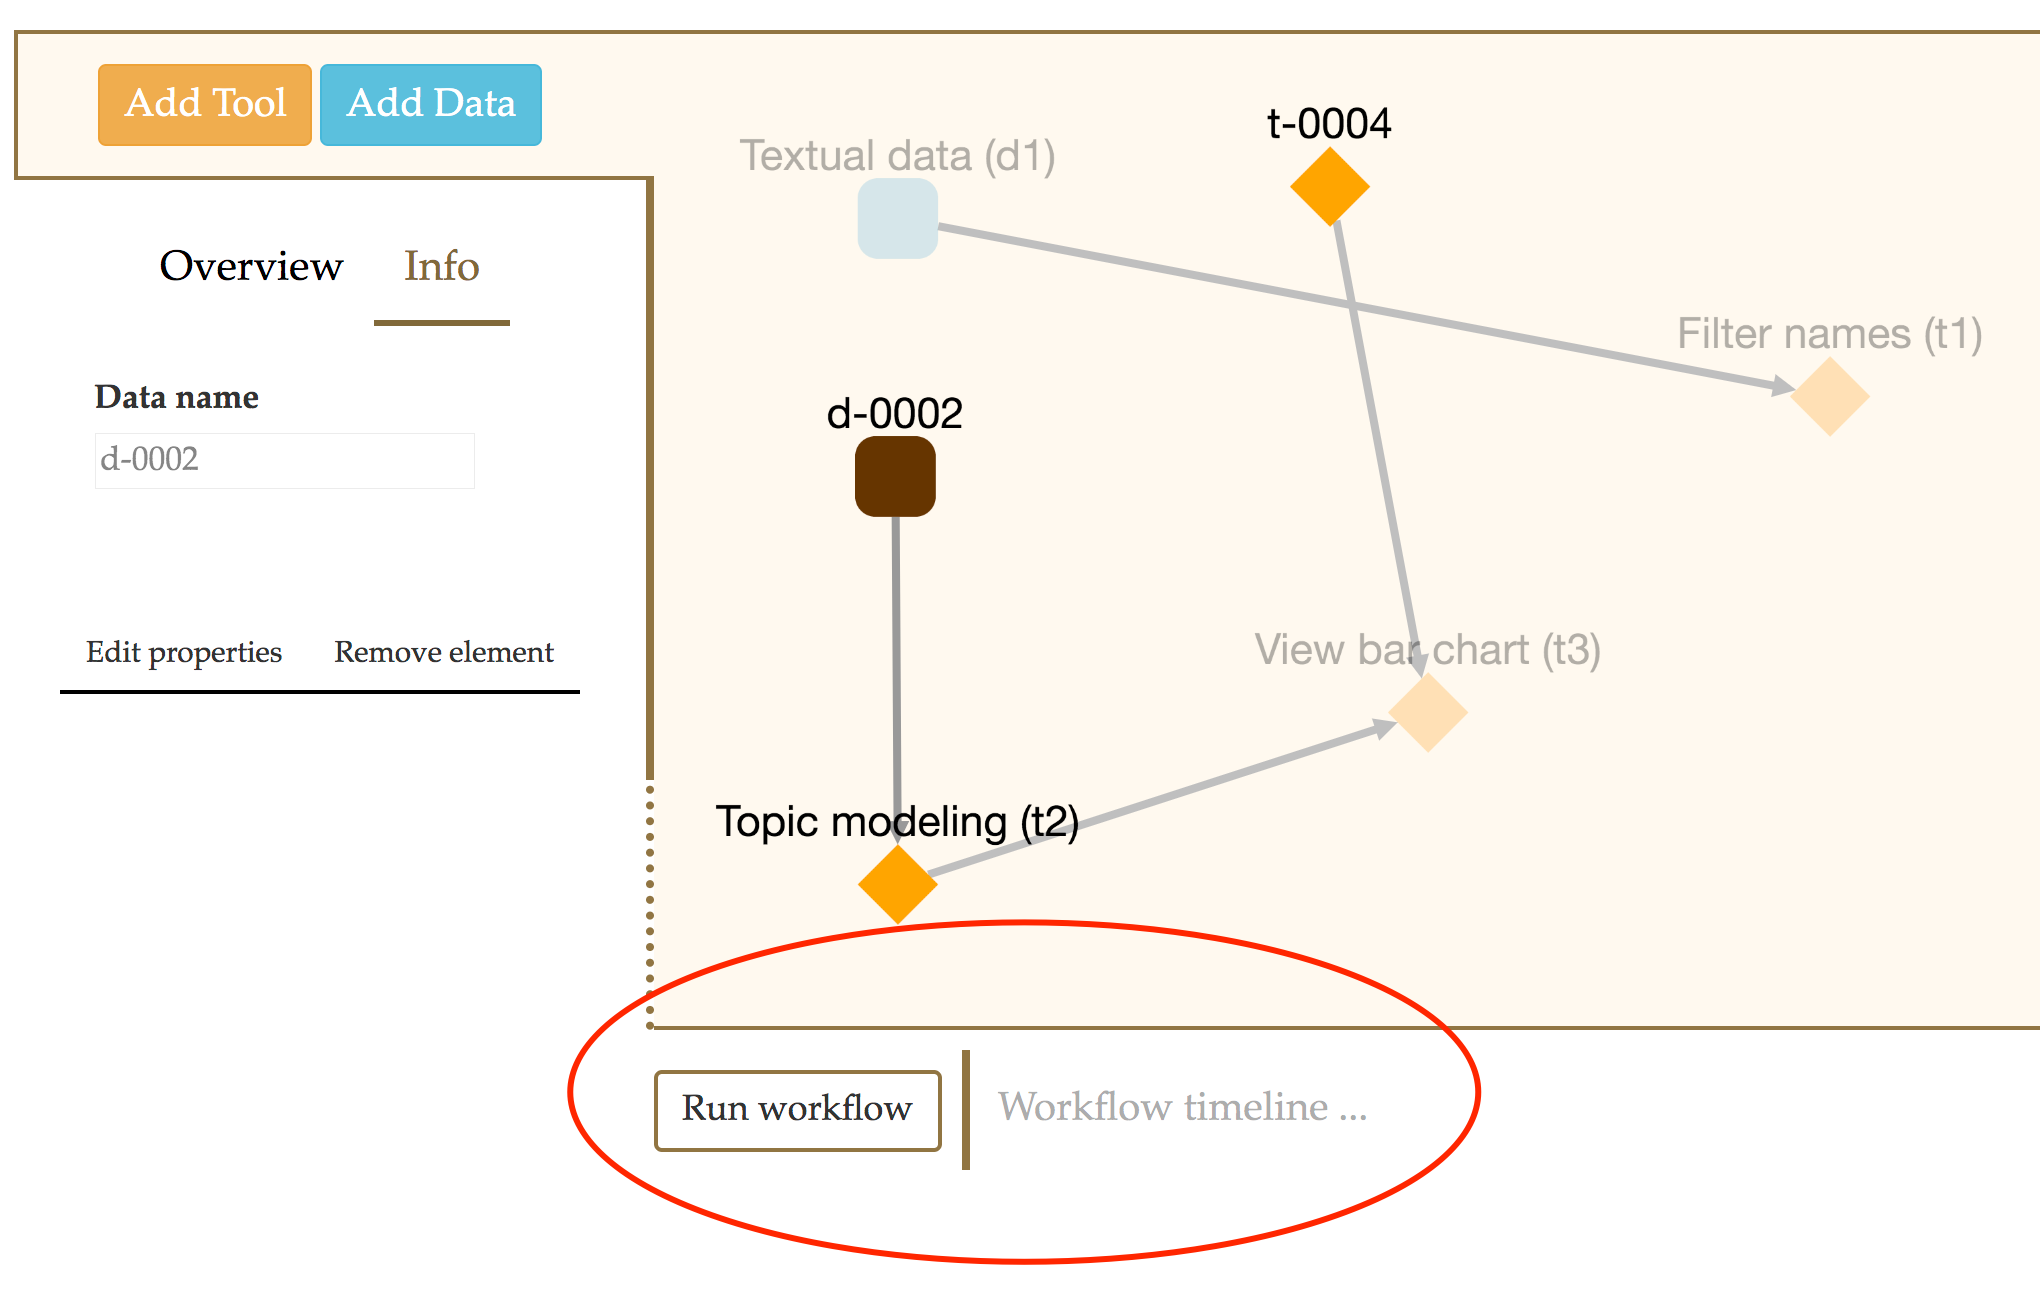 Add Tool Add Data
t-0004
Textual data (d1)
Overview Info
Filter names (t1)
Data name
d-0002
d-0002
Edit properties Remove element
View bar chart (t3)
Topic modeling (t2)
Run workflow Workflow timeline ...